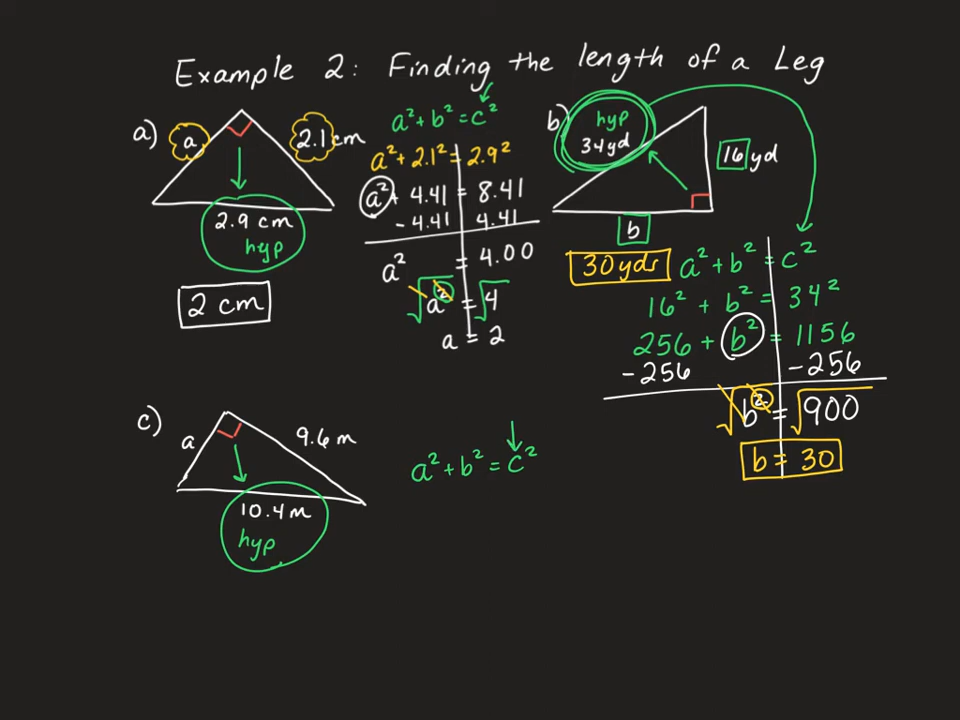 Example 2: Finding the length of a Leg
a)
a
2.1 cm
2.9 cm
hyp
2 cm
a² + b² = c²
a² + 2.1² = 2.9²
a² + 4.41 = 8.41
- 4.41 4.41
a² = 4.00
√a² = √4
a = 2
b)
hyp
34yd
16 yd
b
30yds
a² + b² = c²
16² + b² = 34²
256 + b² = 1156
-256 -256
√b² = √900
b = 30
c)
a
9.6 m
10.4 m
hyp
a² + b² = c²